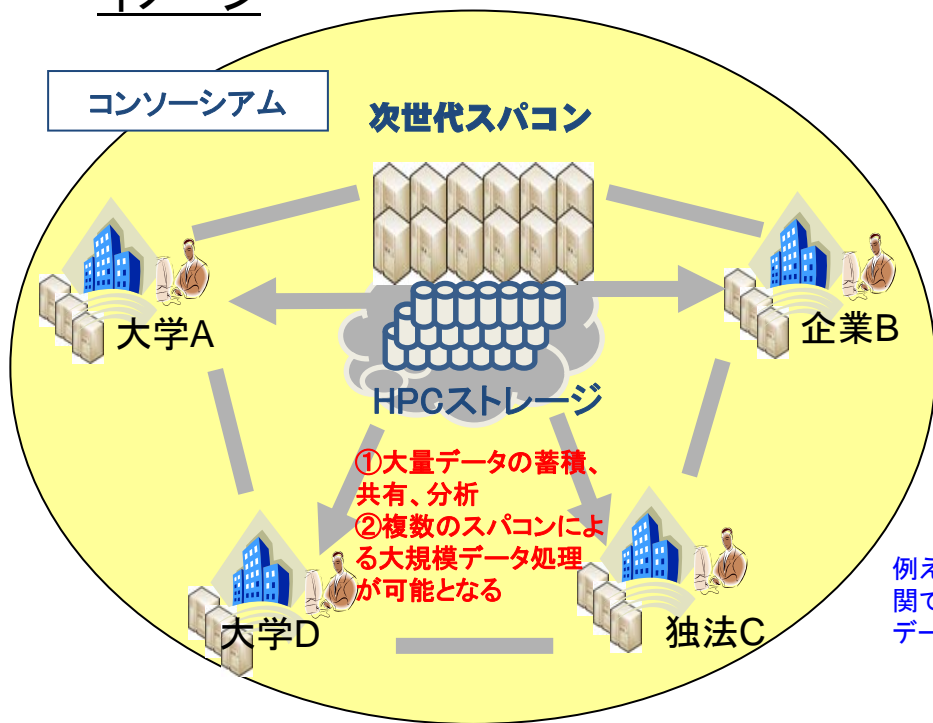 イメージ
コンソーシアム
次世代スパコン
大学A
企業B
HPCストレージ
①大量データの蓄積、
共有、分析
②複数のスパコンによ
る大規模データ処理
が可能となる
大学D
独法C
例え
関で
デー